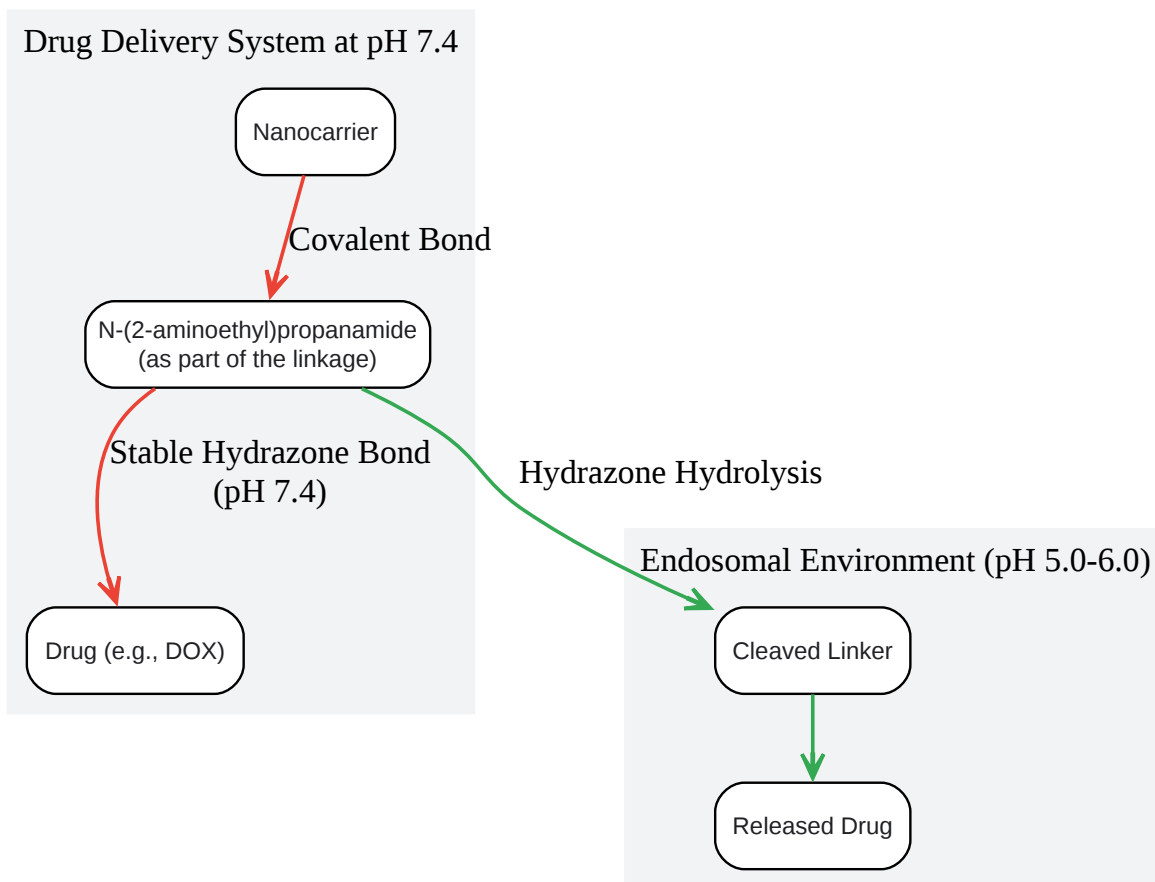 Drug Delivery System at pH 7.4
Nanocarrier
Covalent Bond
N-(2-aminoethyl)propanamide
(as part of the linkage)
Stable Hydrazone Bond
(pH 7.4)
Hydrazone Hydrolysis
Drug (e.g., DOX)
Endosomal Environment (pH 5.0-6.0)
Cleaved Linker
Released Drug